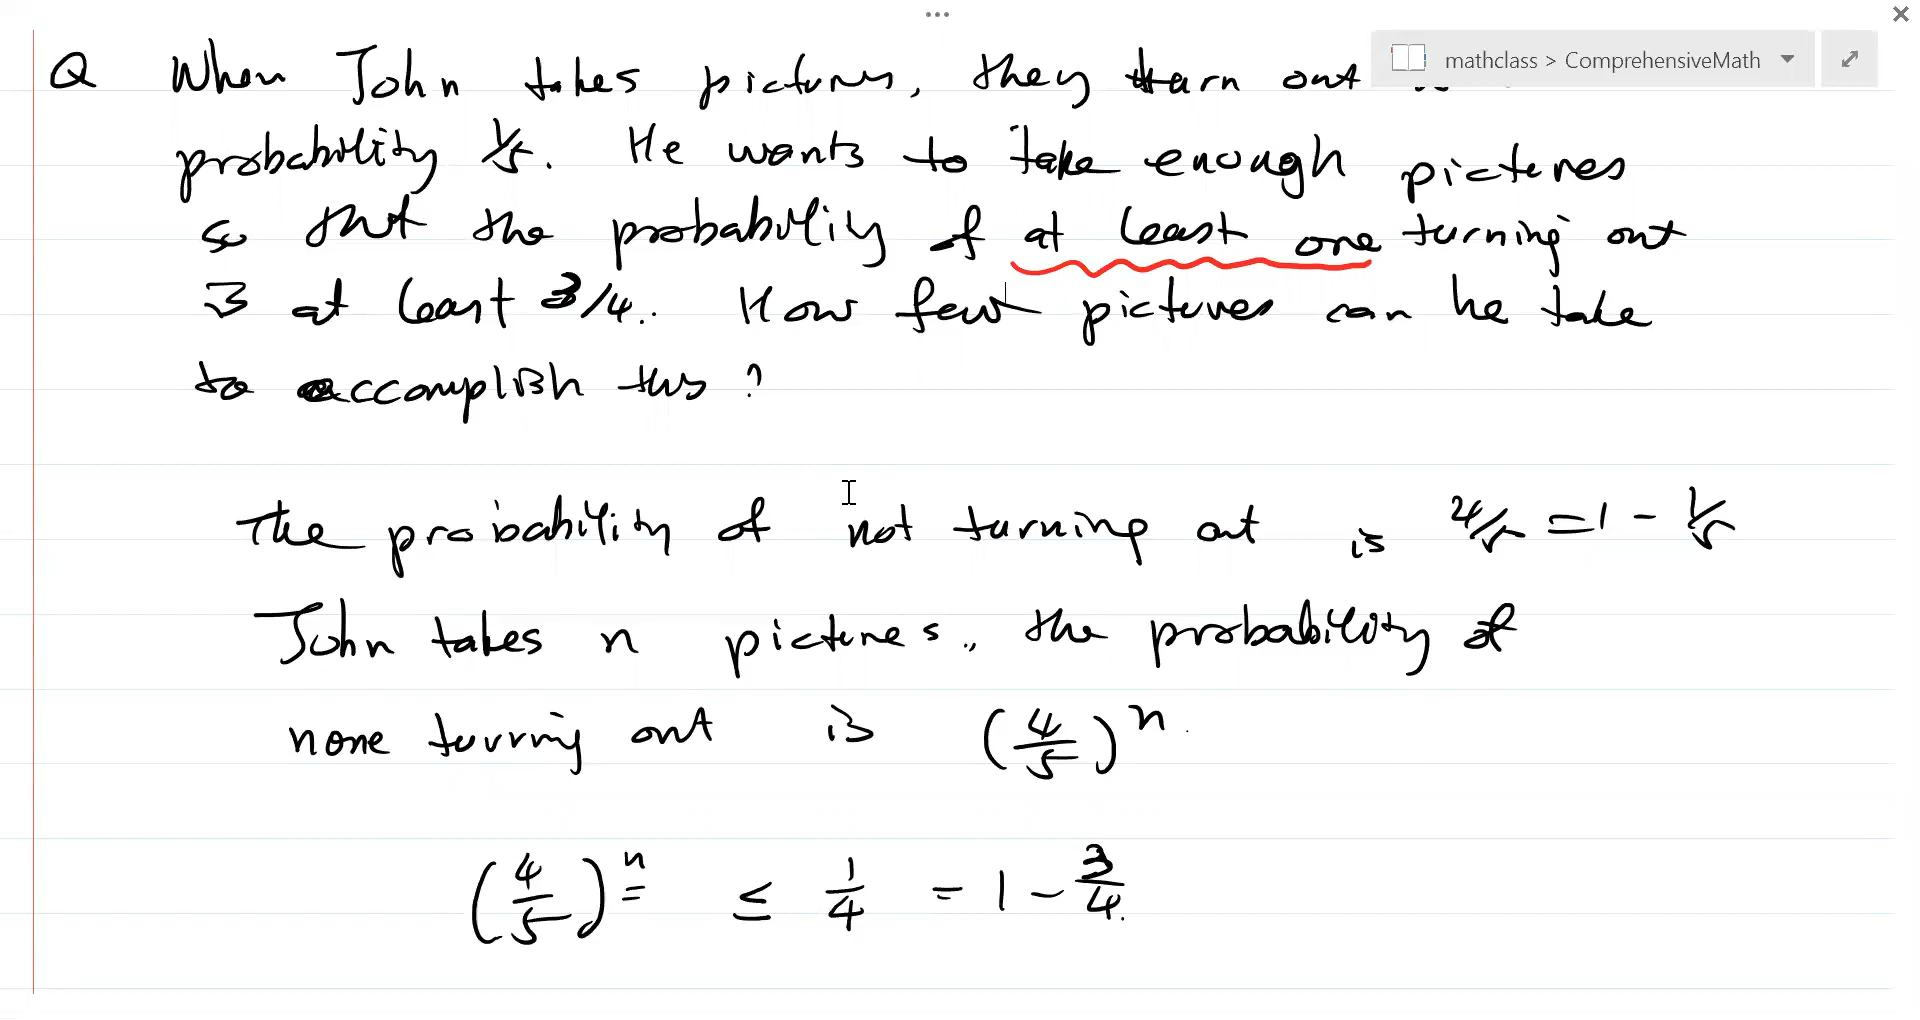 mathclass > ComprehensiveMath
Q When John takes pictures, they turn out
probability 1/5. He wants to take enough pictures
so that the probability of at least one turning out
is at least 3/4. How few pictures can he take
to accomplish this?
The probability of not turning out is 4/5 = 1 - 1/5
John takes n pictures, the probability of
none turning out is (4/5)^n.
(4/5)^n ≤ 1/4 = 1 - 3/4.